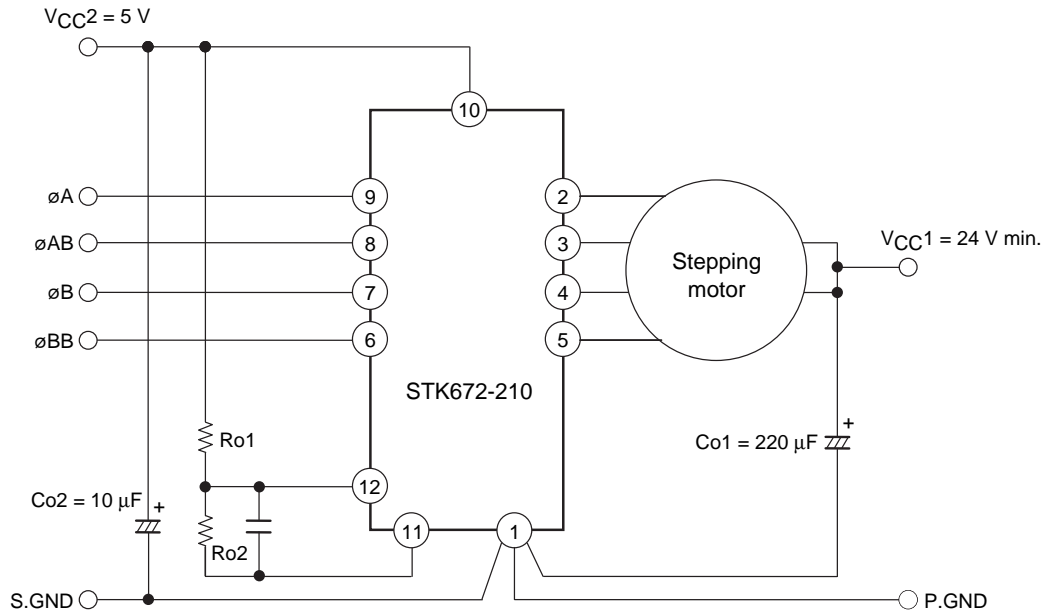 VCC2 = 5 V
10
øA
9
2
øAB
8
3
VCC1 = 24 V min.
Stepping
motor
øB
7
4
øBB
6
5
STK672-210
Ro1
+
Co1 = 220 µF
12
Co2 = 10 µF
+
Ro2
11
1
S.GND
P.GND